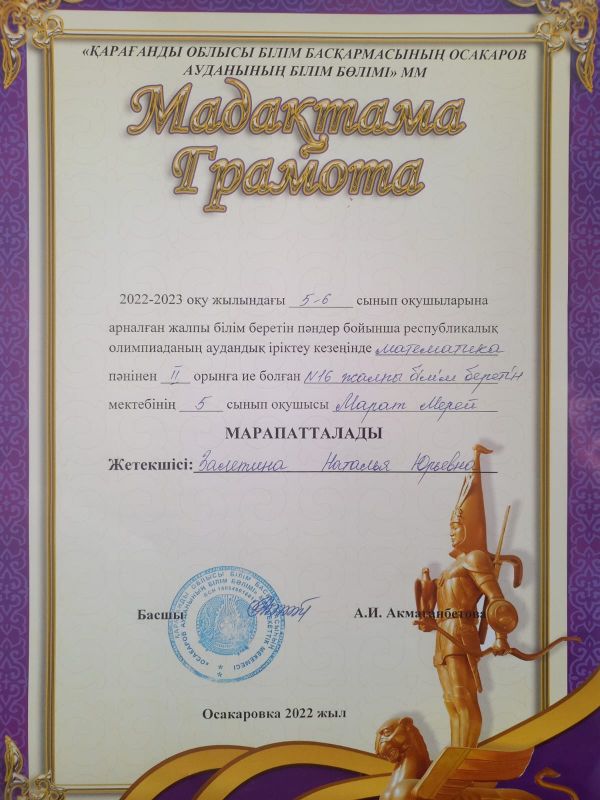 «ҚАРАҒАНДЫ ОБЛЫСЫ БІЛІМ БАСҚАРМАСЫНЫҢ ОСАКАРОВ
АУДАНЫНЫҢ БІЛІМ БӨЛІМІ» ММ
Мадақтама
Грамота
2022-2023 оқу жылындағы 5-6 сынып оқушыларына
арналған жалпы білім беретін пәндер бойынша республикалық
олимпиаданың аудандық іріктеу кезеңінде математика
пәнінен II орынға ие болған №16 жалпы білім беретін
мектебінің 5 сынып оқушысы Марат Мерей
МАРАПАТТАЛАДЫ
Жетекшісі: Залетина Наталья Юрьевна
Басшы А.И. Акмаганбетова
Осакаровка 2022 жыл